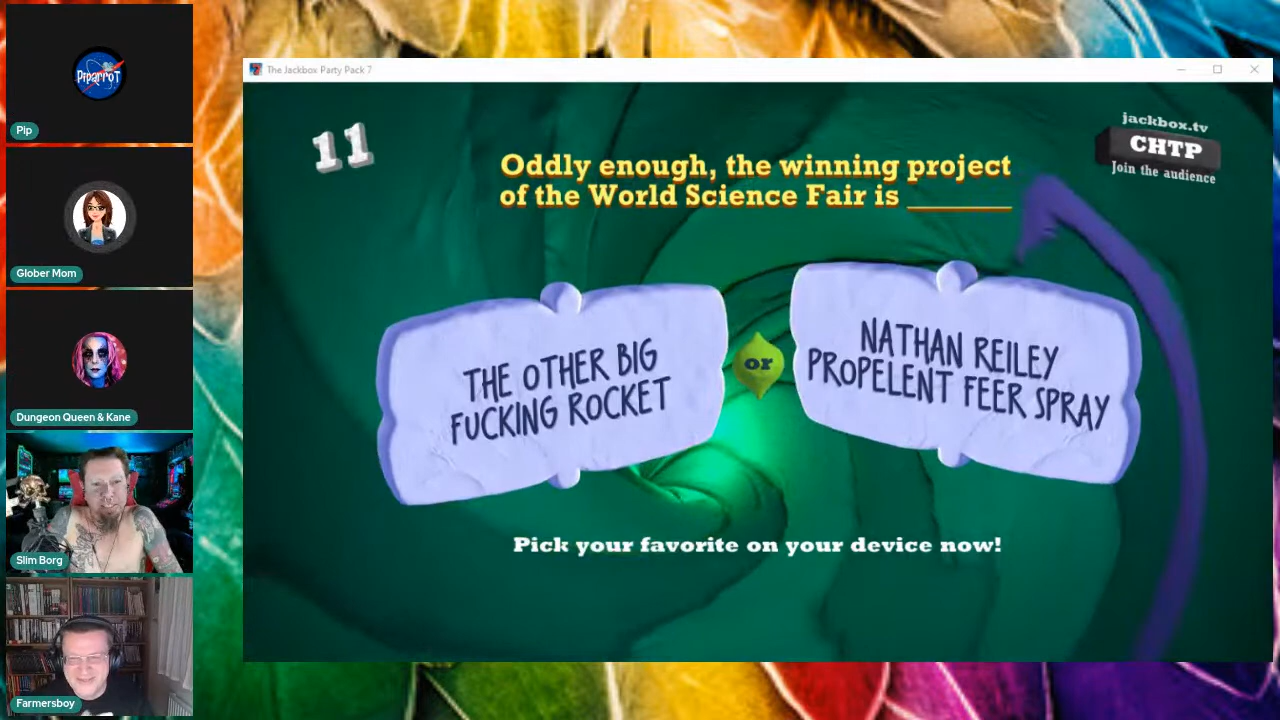 PiparroT
Pip
Glober Mom
Dungeon Queen & Kane
Slim Borg
Farmersboy
The Jackbox Party Pack 7
11
Oddly enough, the winning project
of the World Science Fair is ______
jackbox.tv
CHTP
Join the audience
THE OTHER BIG
FUCKING ROCKET
or
NATHAN REILEY
PROPELENT FEER SPRAY
Pick your favorite on your device now!